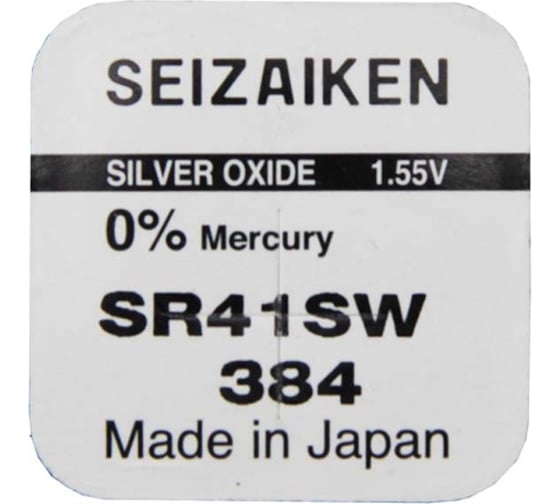 SEIZAIKEN
SILVER OXIDE 1.55V
0% Mercury
SR41SW
384
Made in Japan